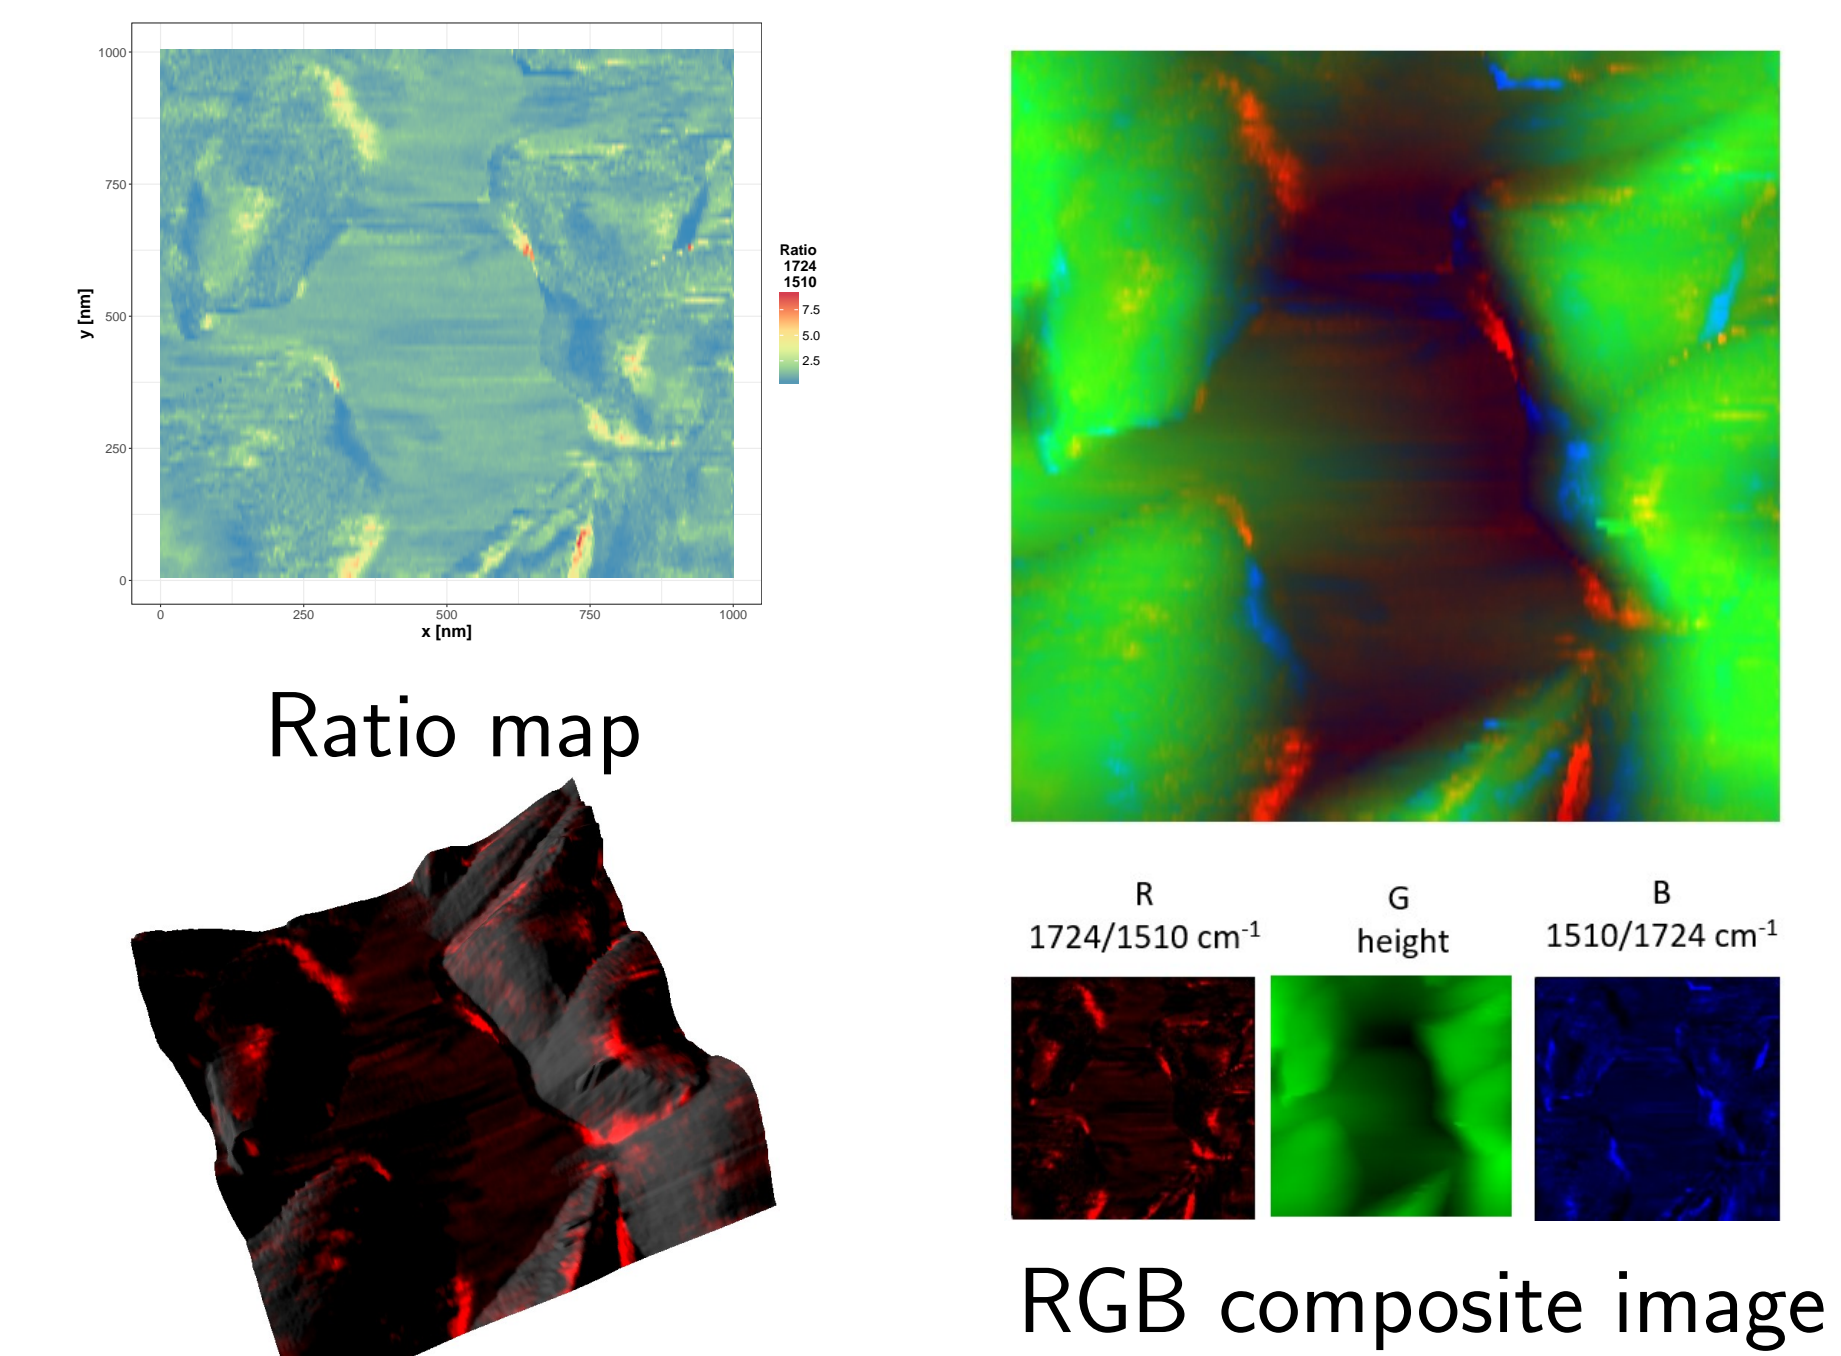 1000
750
500
250
0
0
250
500
750
1000
y [nm]
x [nm]
Ratio
1724
1510
7.5
5.0
2.5
Ratio map
R
1724/1510 cm-1
G
height
B
1510/1724 cm-1
RGB composite image